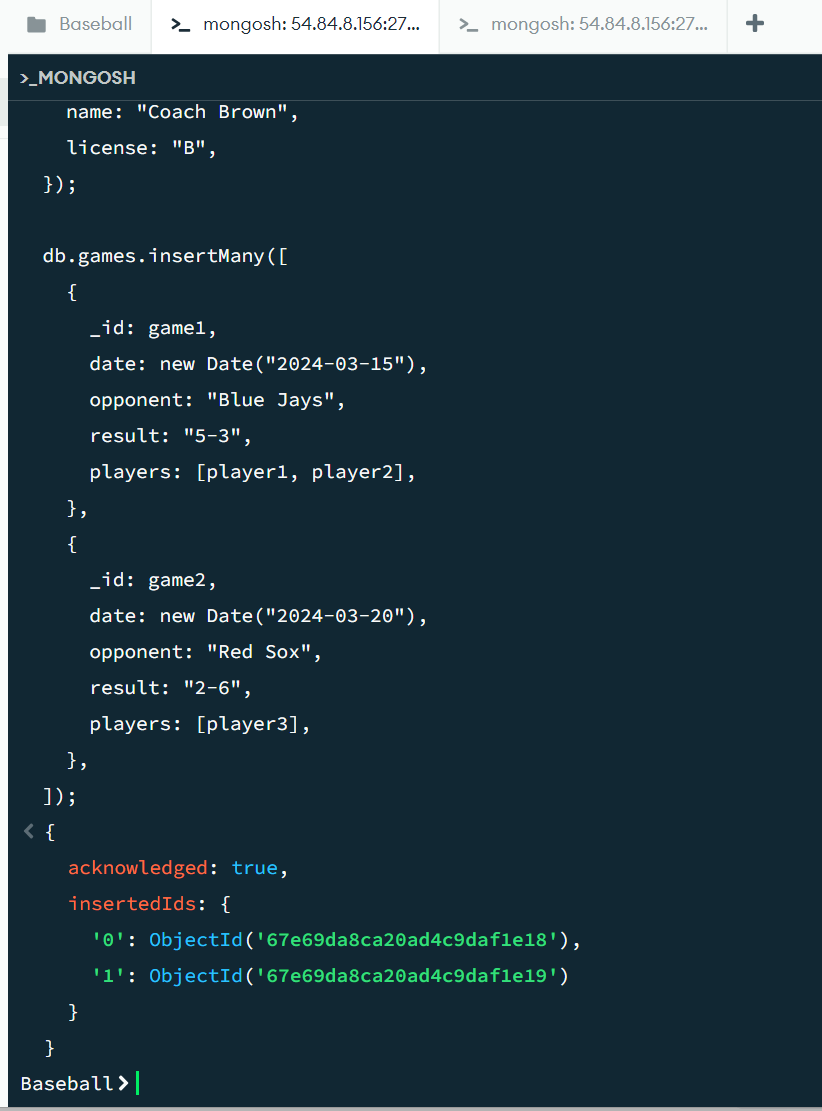 Baseball
>_ mongosh: 54.84.8.156:27...
>_ mongosh: 54.84.8.156:27...
+
>_MONGOSH
name: "Coach Brown",
license: "B",
});
db.games.insertMany([
{
_id: game1,
date: new Date("2024-03-15"),
opponent: "Blue Jays",
result: "5-3",
players: [player1, player2],
},
{
_id: game2,
date: new Date("2024-03-20"),
opponent: "Red Sox",
result: "2-6",
players: [player3],
},
]);
< {
acknowledged: true,
insertedIds: {
'0': ObjectId('67e69da8ca20ad4c9daf1e18'),
'1': ObjectId('67e69da8ca20ad4c9daf1e19')
}
}
Baseball>